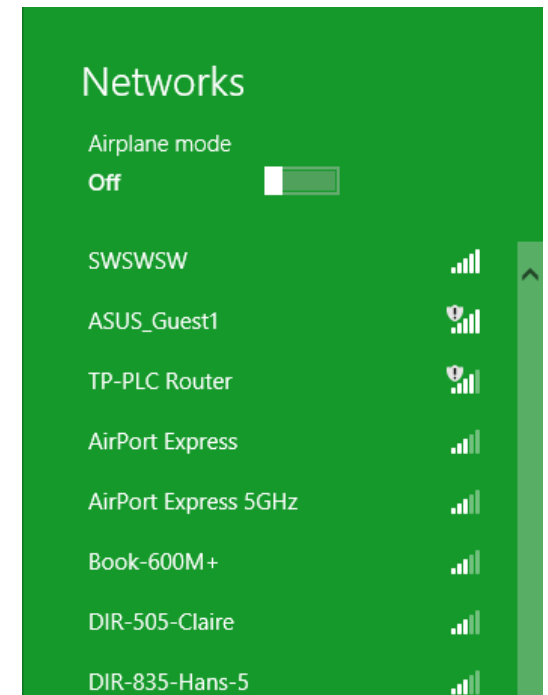 Networks
Airplane mode
Off
SWSWSW
ASUS_Guest1
TP-PLC Router
AirPort Express
AirPort Express 5GHz
Book-600M+
DIR-505-Claire
DIR-835-Hans-5